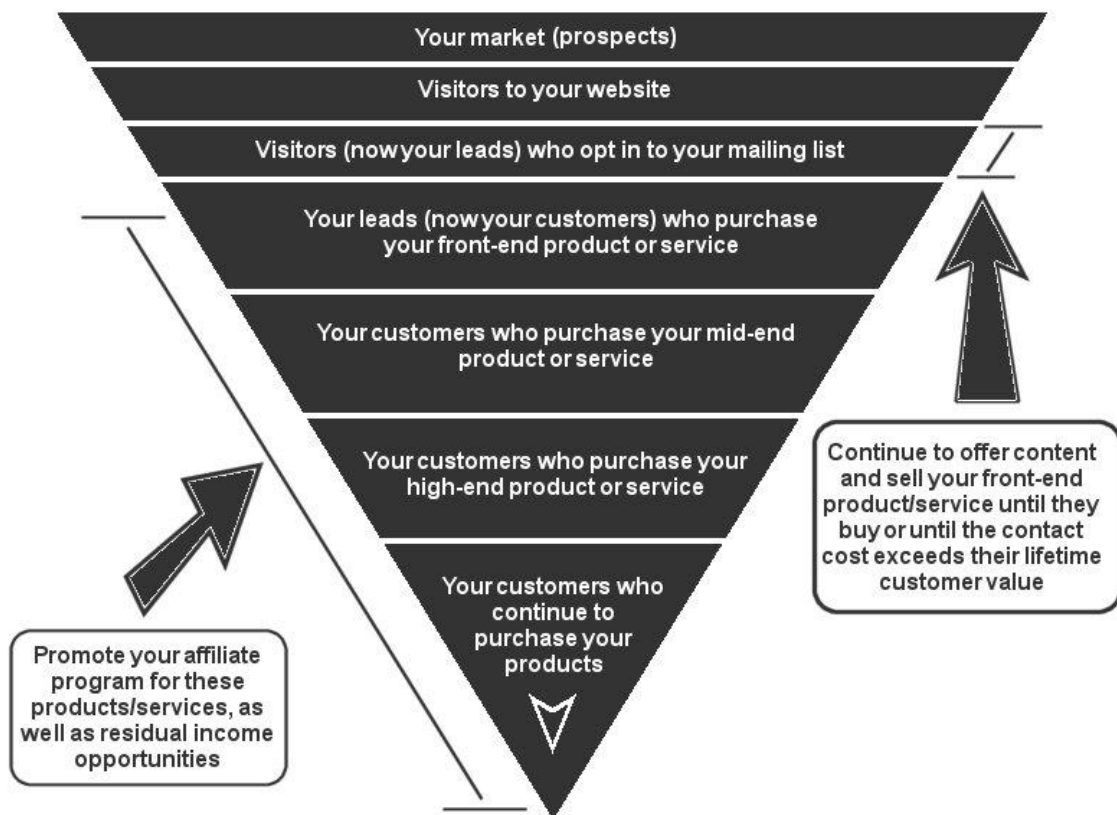 Your market (prospects)
Visitors to your website
Visitors (now your leads) who opt in to your mailing list
Your leads (now your customers) who purchase
your front-end product or service
Your customers who purchase your mid-end
product or service
Your customers who purchase your
high-end product or service
Your customers who
continue to
purchase your
products
Continue to offer content
and sell your front-end
product/service until they
buy or until the contact
cost exceeds their lifetime
customer value
Promote your affiliate
program for these
products/services, as
well as residual income
opportunities